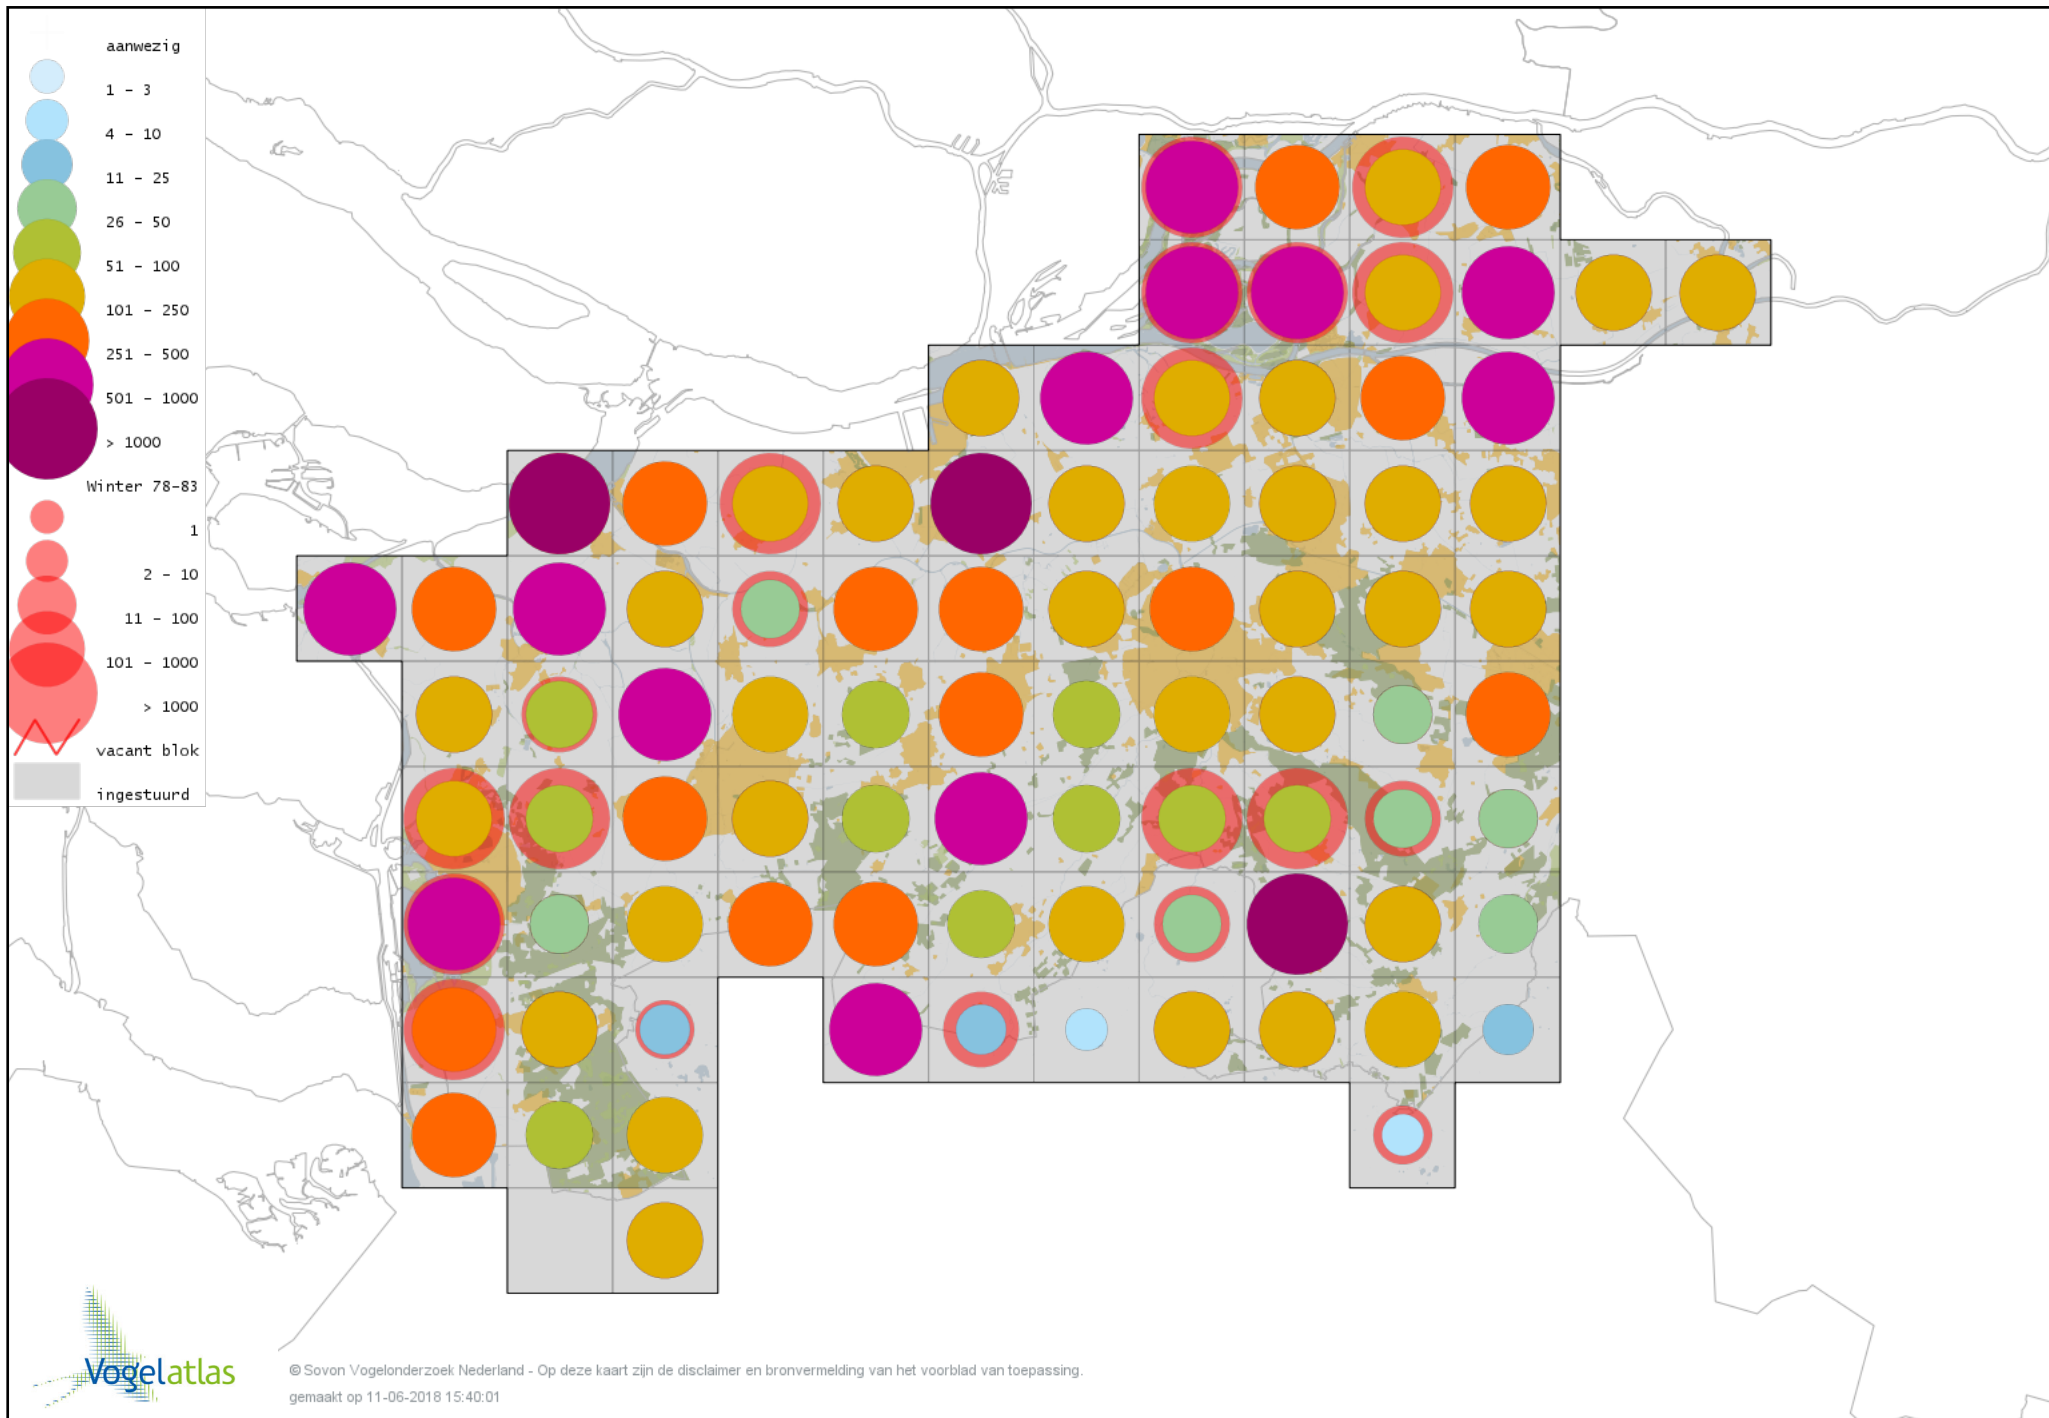 aanwezig
1 - 3
4 - 10
11 - 25
26 - 50
51 - 100
101 - 250
251 - 500
501 - 1000
> 1000
Winter 78-83
1
2 - 10
11 - 100
101 - 1000
> 1000
vacant blok
ingestuurd
Vogelatlas
© Sovon Vogelonderzoek Nederland - Op deze kaart zijn de disclaimer en bronvermelding van het voorblad van toepassing.
gemaakt op 11-06-2018 15:40:01